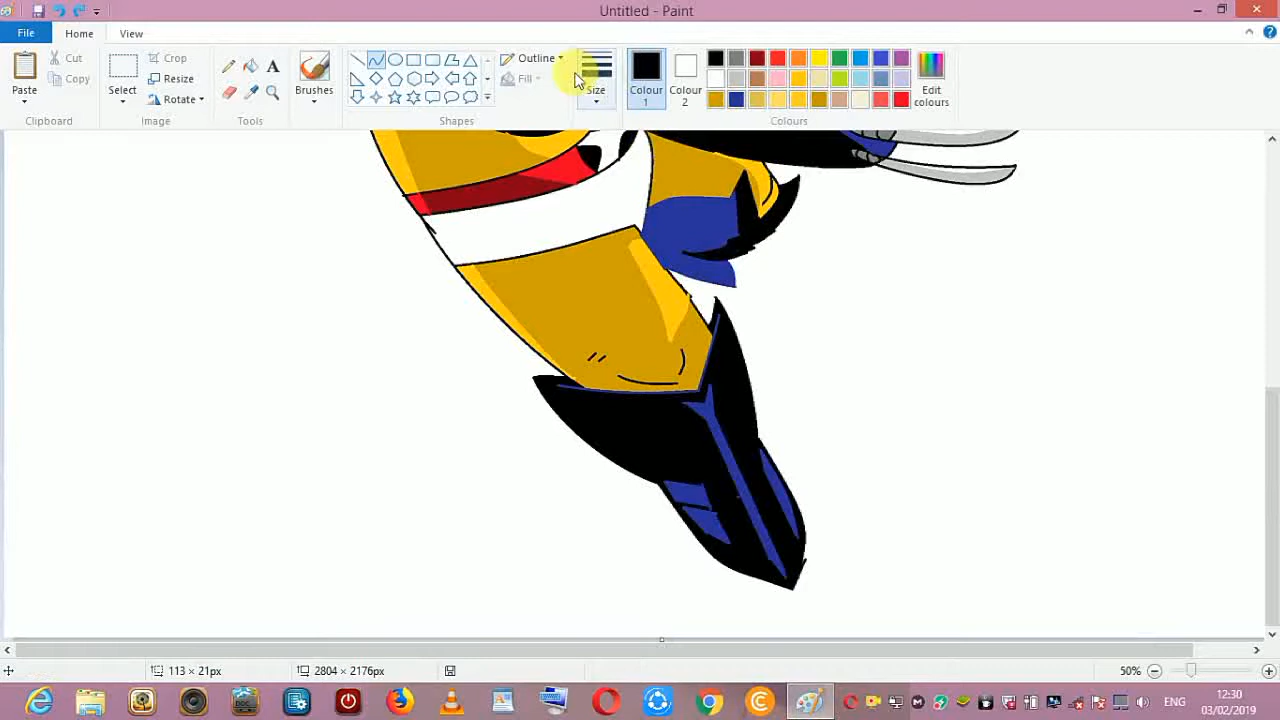 Untitled - Paint
File Home View
Paste
Cut
Copy
Clipboard
Select
Crop
Resize
Rotate
Image
A
Tools
Brushes
Outline
Fill
Shapes
Size
Colour 1
Colour 2
Edit colours
Colours
113 × 21px
2804 × 2176px
50%
ENG
12:30
03/02/2019